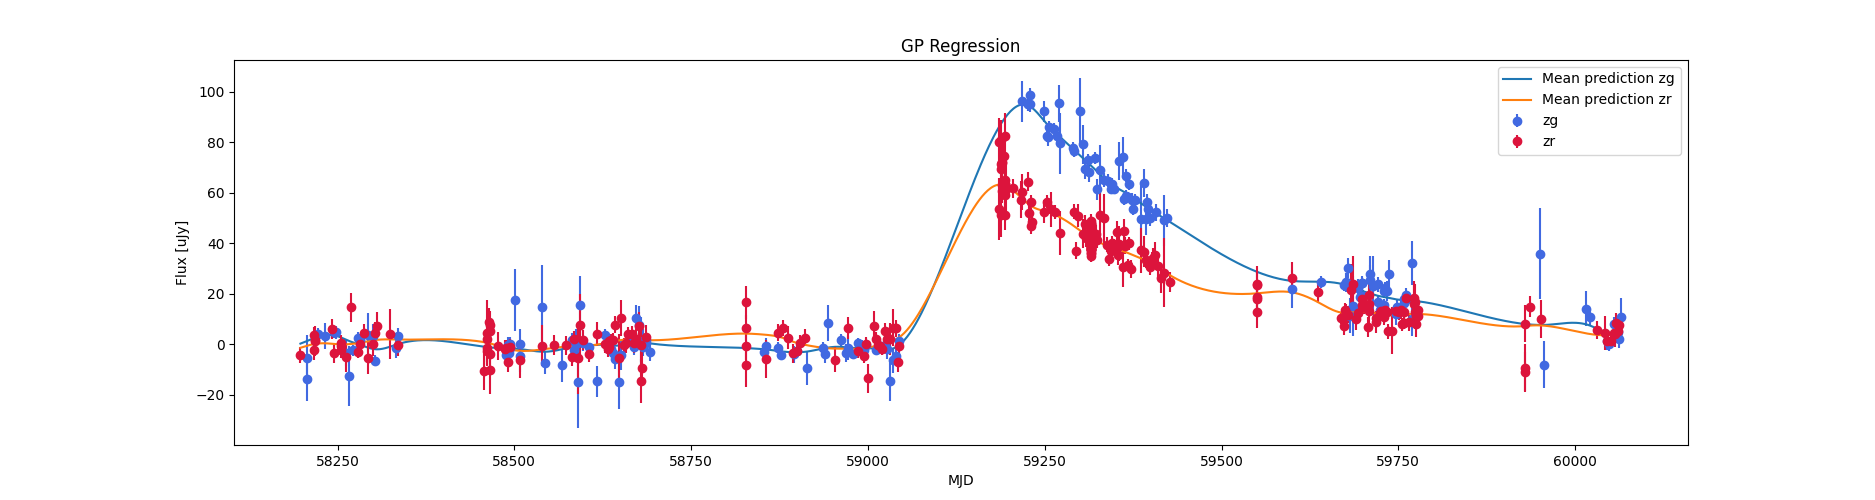 GP Regression
Mean prediction zg
Mean prediction zr
zg
zr
Flux [uJy]
100
80
60
40
20
0
−20
58250 58500 58750 59000 59250 59500 59750 60000
MJD